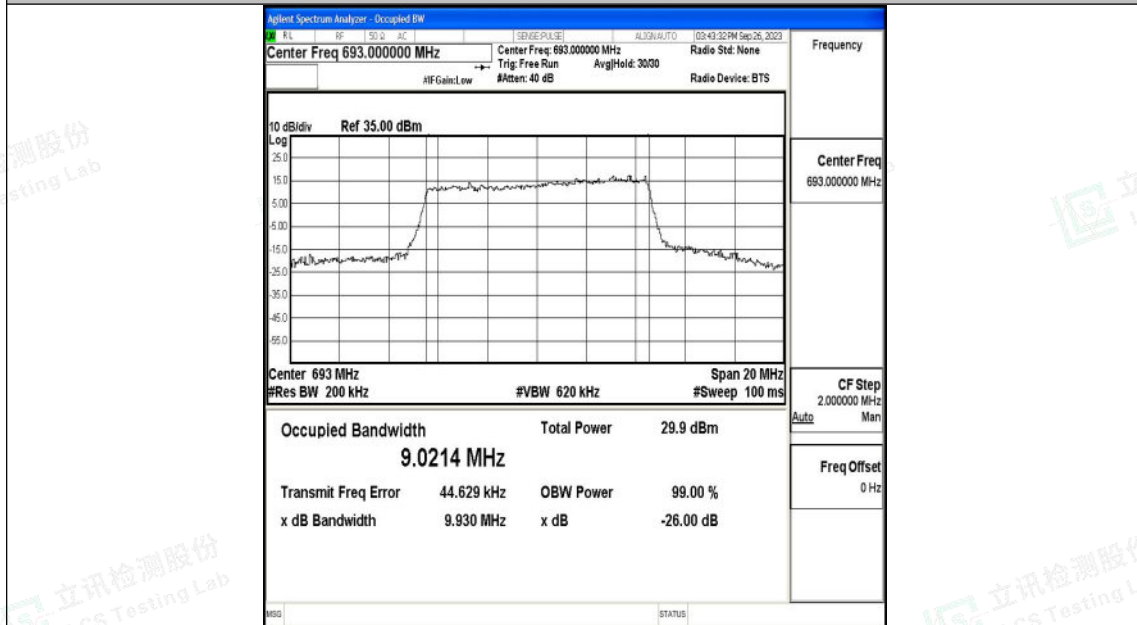 Agilent Spectrum Analyzer - Occupied BW
RL RF 50 Ω AC SENSE:PULSE ALIGNAUTO 03:43:32 PM Sep 26, 2023
Center Freq 693.000000 MHz
Center Freq: 693.000000 MHz
Radio Std: None
Trig: Free Run Avg|Hold: 30/30
#IFGain:Low
#Atten: 40 dB
Radio Device: BTS
Frequency
10 dB/div Ref 35.00 dBm
Log
25.0
15.0
5.00
-5.00
-15.0
-25.0
-35.0
-45.0
-55.0
Center 693 MHz
Span 20 MHz
#Res BW 200 kHz
#VBW 620 kHz
#Sweep 100 ms
Occupied Bandwidth
9.0214 MHz
Total Power 29.9 dBm
Transmit Freq Error 44.629 kHz
OBW Power 99.00 %
x dB Bandwidth 9.930 MHz
x dB -26.00 dB
Center Freq
693.000000 MHz
CF Step
2.000000 MHz
Auto Man
Freq Offset
0 Hz
MSG
STATUS
检测股份
sting Lab
立
立讯检测股份
CS Testing Lab
立讯检测股份
CS Testing L